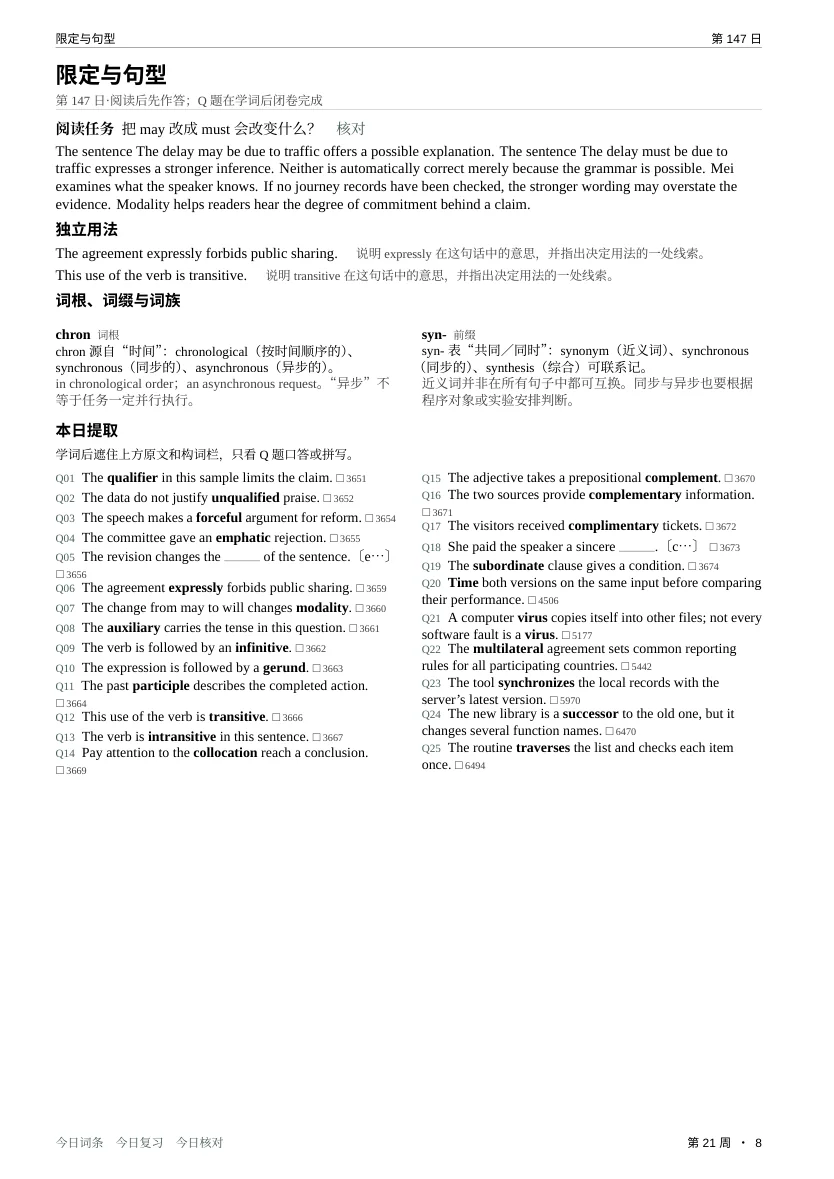 限定与句型 第 147 日
限定与句型
第 147 日·阅读后先作答；Q 题在学词后闭卷完成
阅读任务 把 may 改成 must 会改变什么？ 核对
The sentence The delay may be due to traffic offers a possible explanation. The sentence The delay must be due to
traffic expresses a stronger inference. Neither is automatically correct merely because the grammar is possible. Mei
examines what the speaker knows. If no journey records have been checked, the stronger wording may overstate the
evidence. Modality helps readers hear the degree of commitment behind a claim.
独立用法
The agreement expressly forbids public sharing. 说明 expressly 在这句话中的意思，并指出决定用法的一处线索。
This use of the verb is transitive. 说明 transitive 在这句话中的意思，并指出决定用法的一处线索。
词根、词缀与词族
chron 词根
chron 源自“时间”：chronological（按时间顺序的）、
synchronous（同步的）、asynchronous（异步的）。
in chronological order；an asynchronous request。“异步”不
等于任务一定并行执行。
syn- 前缀
syn- 表“共同／同时”：synonym（近义词）、synchronous
（同步的）、synthesis（综合）可联系记。
近义词并非在所有句子中都可互换。同步与异步也要根据
程序对象或实验安排判断。
本日提取
学词后遮住上方原文和构词栏，只看 Q 题口答或拼写。
Q01 The qualifier in this sample limits the claim. □ 3651
Q02 The data do not justify unqualified praise. □ 3652
Q03 The speech makes a forceful argument for reform. □ 3654
Q04 The committee gave an emphatic rejection. □ 3655
Q05 The revision changes the _____ of the sentence.〔e…〕
□ 3656
Q06 The agreement expressly forbids public sharing. □ 3659
Q07 The change from may to will changes modality. □ 3660
Q08 The auxiliary carries the tense in this question. □ 3661
Q09 The verb is followed by an infinitive. □ 3662
Q10 The expression is followed by a gerund. □ 3663
Q11 The past participle describes the completed action.
□ 3664
Q12 This use of the verb is transitive. □ 3666
Q13 The verb is intransitive in this sentence. □ 3667
Q14 Pay attention to the collocation reach a conclusion.
□ 3669
Q15 The adjective takes a prepositional complement. □ 3670
Q16 The two sources provide complementary information.
□ 3671
Q17 The visitors received complimentary tickets. □ 3672
Q18 She paid the speaker a sincere _____.〔c…〕 □ 3673
Q19 The subordinate clause gives a condition. □ 3674
Q20 Time both versions on the same input before comparing
their performance. □ 4506
Q21 A computer virus copies itself into other files; not every
software fault is a virus. □ 5177
Q22 The multilateral agreement sets common reporting
rules for all participating countries. □ 5442
Q23 The tool synchronizes the local records with the
server’s latest version. □ 5970
Q24 The new library is a successor to the old one, but it
changes several function names. □ 6470
Q25 The routine traverses the list and checks each item
once. □ 6494
今日词条 今日复习 今日核对 第 21 周 · 8